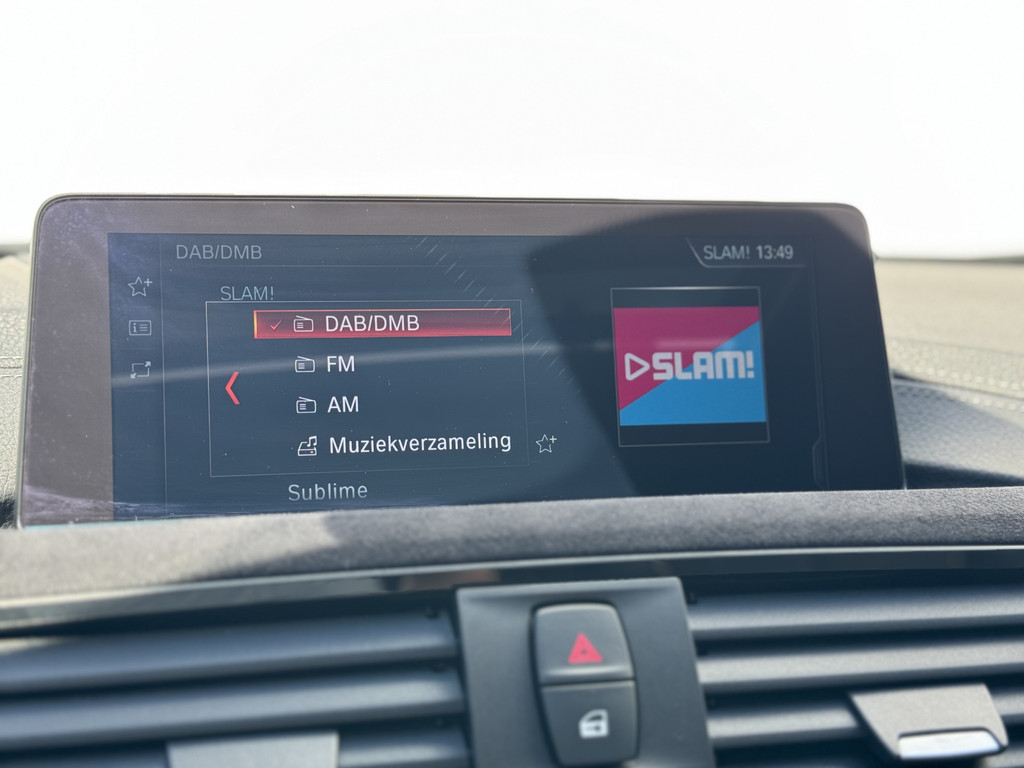 DAB/DMB
SLAM! 13:49
SLAM!
DAB/DMB
FM
AM
Muziekverzameling
Sublime
SLAM!